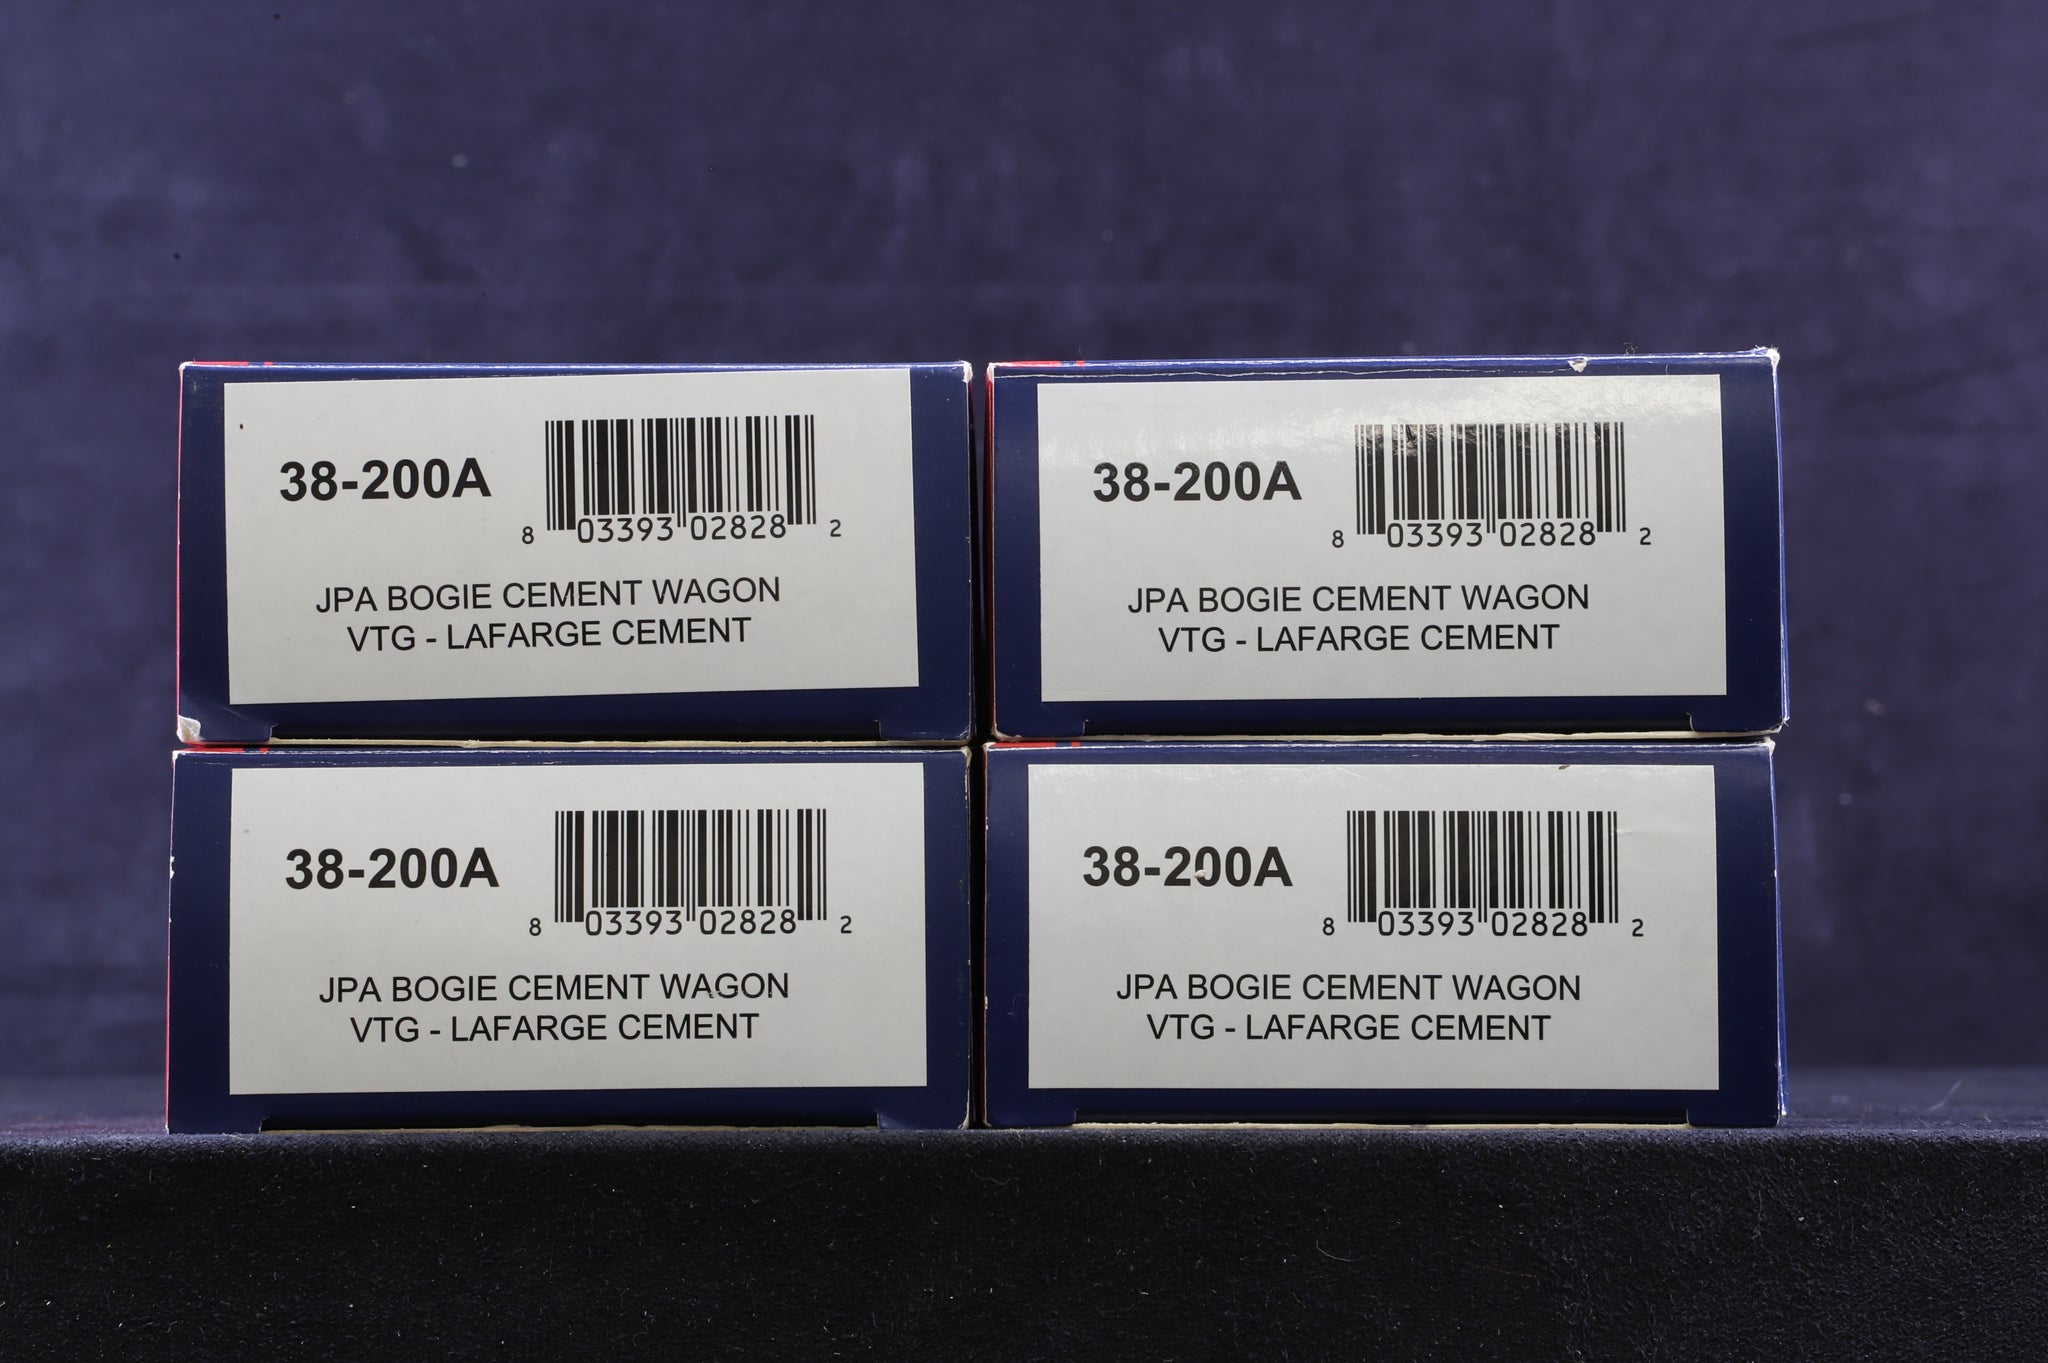 38-200A
8 03393 02828 2
JPA BOGIE CEMENT WAGON
VTG - LAFARGE CEMENT
38-200A
8 03393 02828 2
JPA BOGIE CEMENT WAGON
VTG - LAFARGE CEMENT
38-200A
8 03393 02828 2
JPA BOGIE CEMENT WAGON
VTG - LAFARGE CEMENT
38-200A
8 03393 02828 2
JPA BOGIE CEMENT WAGON
VTG - LAFARGE CEMENT